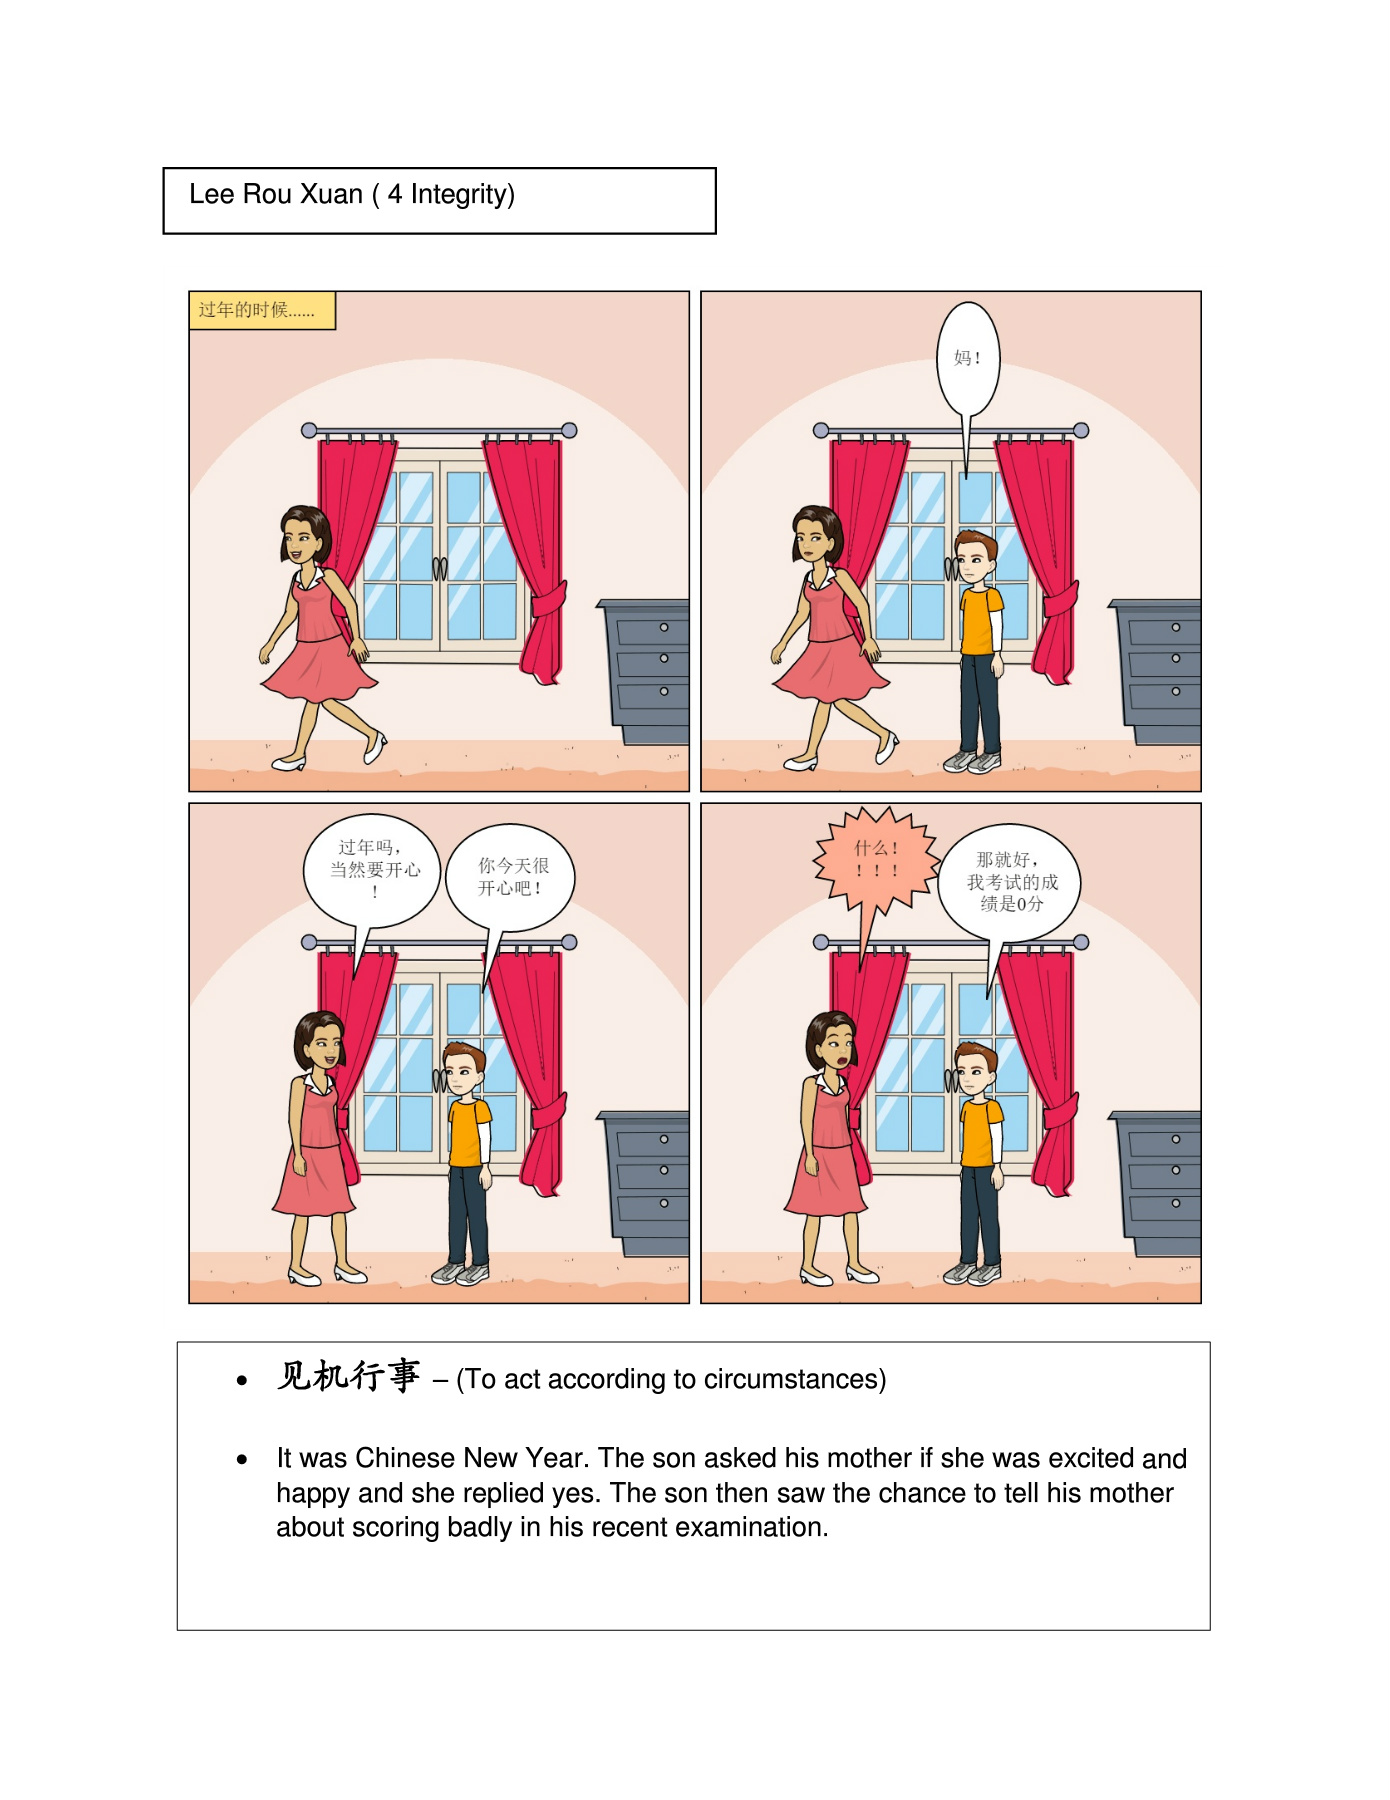 Lee Rou Xuan ( 4 Integrity)
过年的时候......
妈！
过年吗，
当然要开心
！
你今天很
开心吧！
什么！
！！！
那就好，
我考试的成
绩是0分
• 见机行事 – (To act according to circumstances)
• It was Chinese New Year. The son asked his mother if she was excited and
happy and she replied yes. The son then saw the chance to tell his mother
about scoring badly in his recent examination.